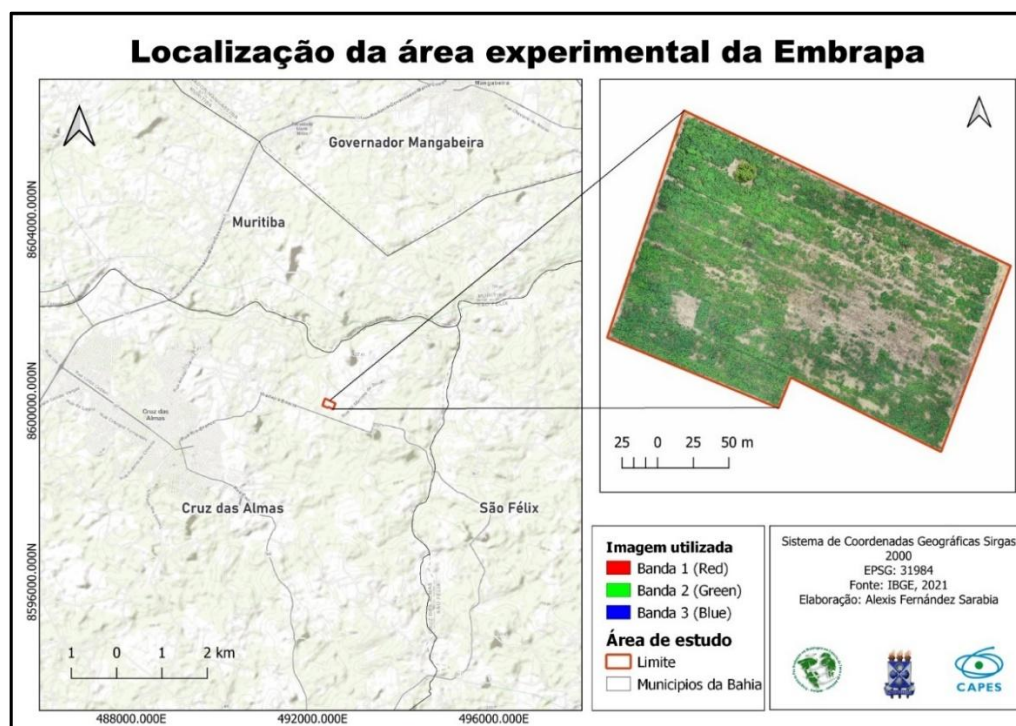 Localização da área experimental da Embrapa
Mangabeira
Governador Mangabeira
Muritiba
Cruz das
Almas
Cruz das Almas
São Félix
8604000.000N
8600000.000N
8596000.000N
1 0 1 2 km
488000.000E 492000.000E 496000.000E
25 0 25 50 m
Imagem utilizada
Banda 1 (Red)
Banda 2 (Green)
Banda 3 (Blue)
Área de estudo
Limite
Municipios da Bahia
Sistema de Coordenadas Geográficas Sirgas
2000
EPSG: 31984
Fonte: IBGE, 2021
Elaboração: Alexis Fernández Sarabia
CAPES